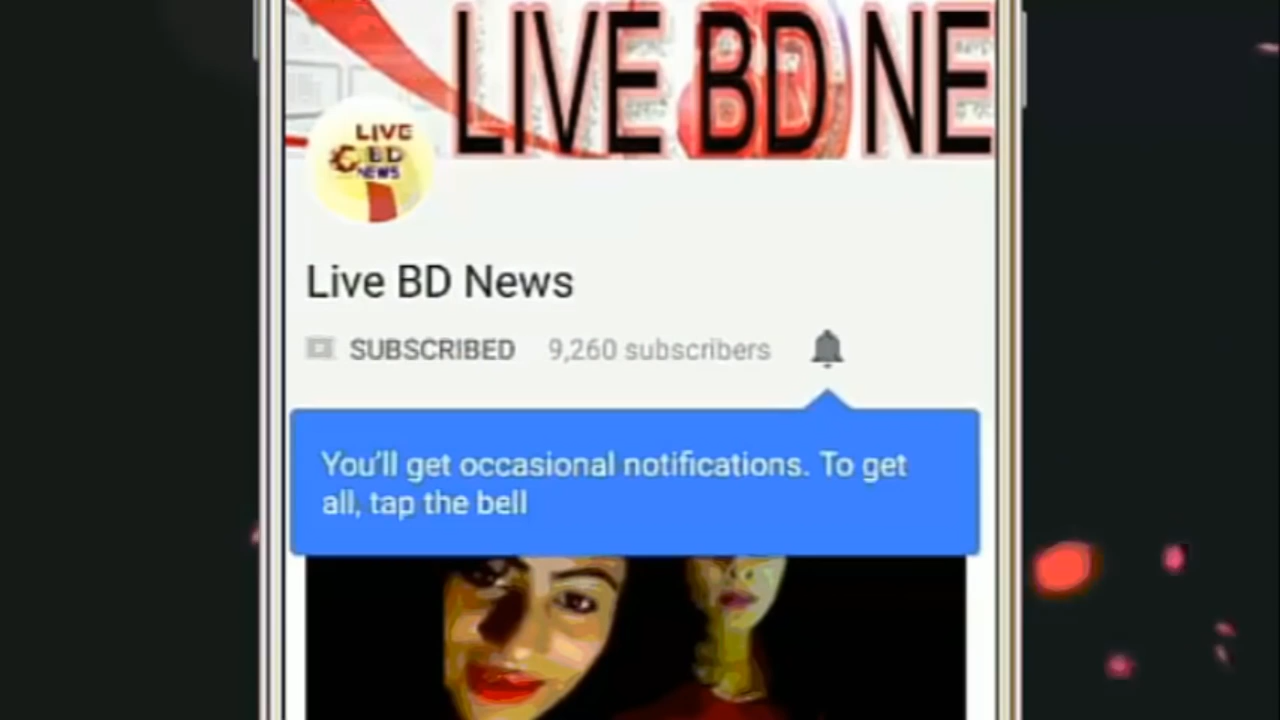 LIVE BD NE
LIVE
BD
NEWS
Live BD News
SUBSCRIBED 9,260 subscribers
You'll get occasional notifications. To get
all, tap the bell